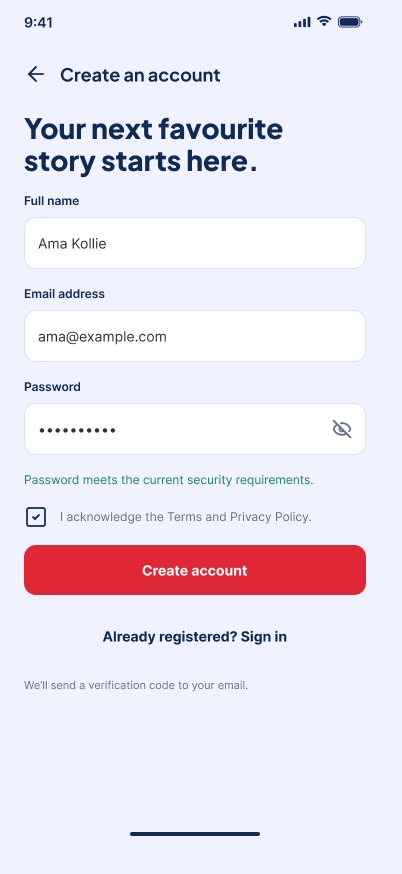 9:41
Create an account
Your next favourite
story starts here.
Full name
Ama Kollie
Email address
ama@example.com
Password
••••••••••
Password meets the current security requirements.
I acknowledge the Terms and Privacy Policy.
Create account
Already registered? Sign in
We'll send a verification code to your email.